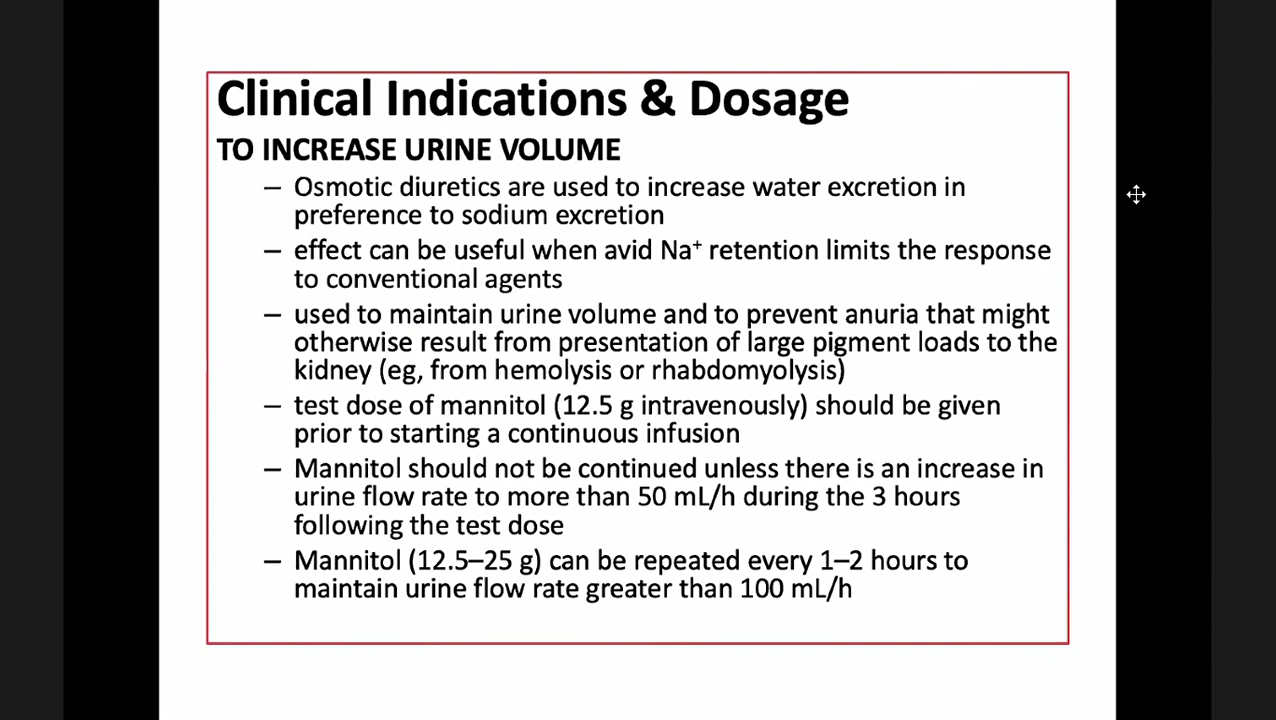 Clinical Indications & Dosage
TO INCREASE URINE VOLUME
– Osmotic diuretics are used to increase water excretion in
preference to sodium excretion
– effect can be useful when avid Na⁺ retention limits the response
to conventional agents
– used to maintain urine volume and to prevent anuria that might
otherwise result from presentation of large pigment loads to the
kidney (eg, from hemolysis or rhabdomyolysis)
– test dose of mannitol (12.5 g intravenously) should be given
prior to starting a continuous infusion
– Mannitol should not be continued unless there is an increase in
urine flow rate to more than 50 mL/h during the 3 hours
following the test dose
– Mannitol (12.5–25 g) can be repeated every 1–2 hours to
maintain urine flow rate greater than 100 mL/h